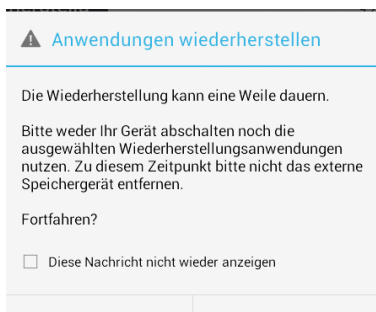 Anwendungen wiederherstellen
Die Wiederherstellung kann eine Weile dauern.
Bitte weder Ihr Gerät abschalten noch die
ausgewählten Wiederherstellungsanwendungen
nutzen. Zu diesem Zeitpunkt bitte nicht das externe
Speichergerät entfernen.
Fortfahren?
Diese Nachricht nicht wieder anzeigen